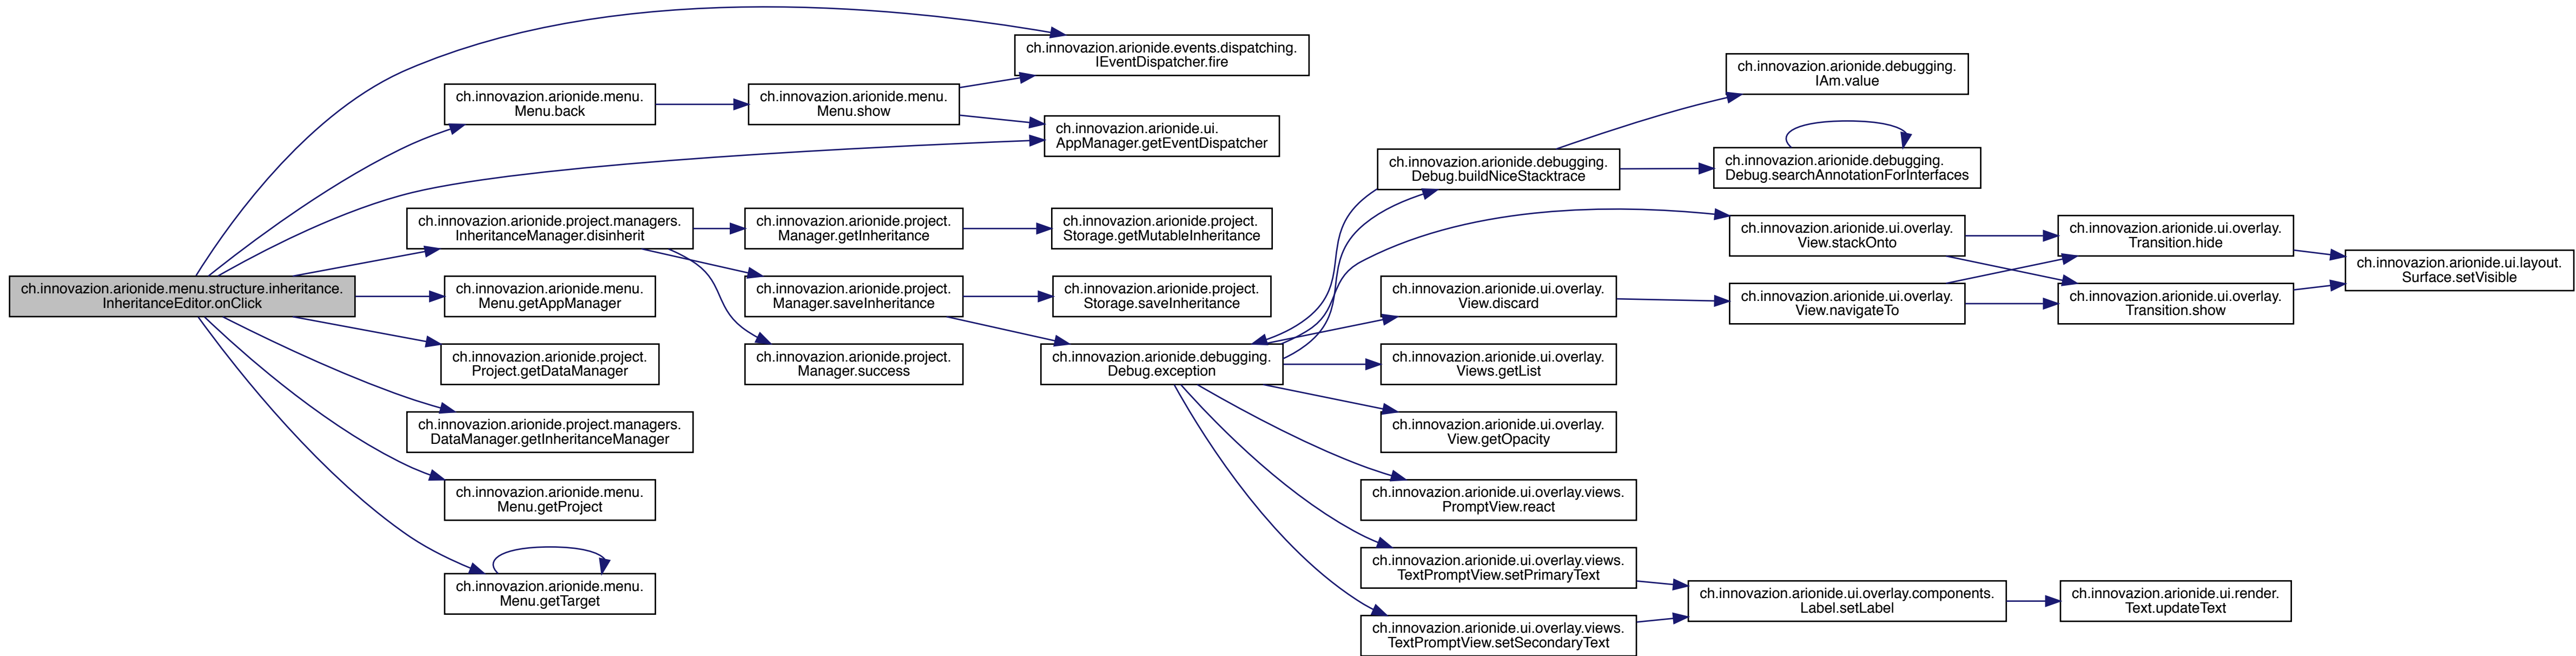 ch.innovazion.arionide.menu.structure.inheritance.
InheritanceEditor.onClick
ch.innovazion.arionide.events.dispatching.
IEventDispatcher.fire
ch.innovazion.arionide.menu.
Menu.back
ch.innovazion.arionide.menu.
Menu.show
ch.innovazion.arionide.ui.
AppManager.getEventDispatcher
ch.innovazion.arionide.project.managers.
InheritanceManager.disinherit
ch.innovazion.arionide.project.
Manager.getInheritance
ch.innovazion.arionide.project.
Storage.getMutableInheritance
ch.innovazion.arionide.project.
Manager.saveInheritance
ch.innovazion.arionide.project.
Storage.saveInheritance
ch.innovazion.arionide.project.
Manager.success
ch.innovazion.arionide.menu.
Menu.getAppManager
ch.innovazion.arionide.project.
Project.getDataManager
ch.innovazion.arionide.project.managers.
DataManager.getInheritanceManager
ch.innovazion.arionide.menu.
Menu.getProject
ch.innovazion.arionide.menu.
Menu.getTarget
ch.innovazion.arionide.debugging.
Debug.exception
ch.innovazion.arionide.debugging.
Debug.buildNiceStacktrace
ch.innovazion.arionide.debugging.
IAm.value
ch.innovazion.arionide.debugging.
Debug.searchAnnotationForInterfaces
ch.innovazion.arionide.ui.overlay.
View.stackOnto
ch.innovazion.arionide.ui.overlay.
View.discard
ch.innovazion.arionide.ui.overlay.
View.navigateTo
ch.innovazion.arionide.ui.overlay.
Transition.hide
ch.innovazion.arionide.ui.overlay.
Transition.show
ch.innovazion.arionide.ui.layout.
Surface.setVisible
ch.innovazion.arionide.ui.overlay.
Views.getList
ch.innovazion.arionide.ui.overlay.
View.getOpacity
ch.innovazion.arionide.ui.overlay.views.
PromptView.react
ch.innovazion.arionide.ui.overlay.views.
TextPromptView.setPrimaryText
ch.innovazion.arionide.ui.overlay.views.
TextPromptView.setSecondaryText
ch.innovazion.arionide.ui.overlay.components.
Label.setLabel
ch.innovazion.arionide.ui.render.
Text.updateText